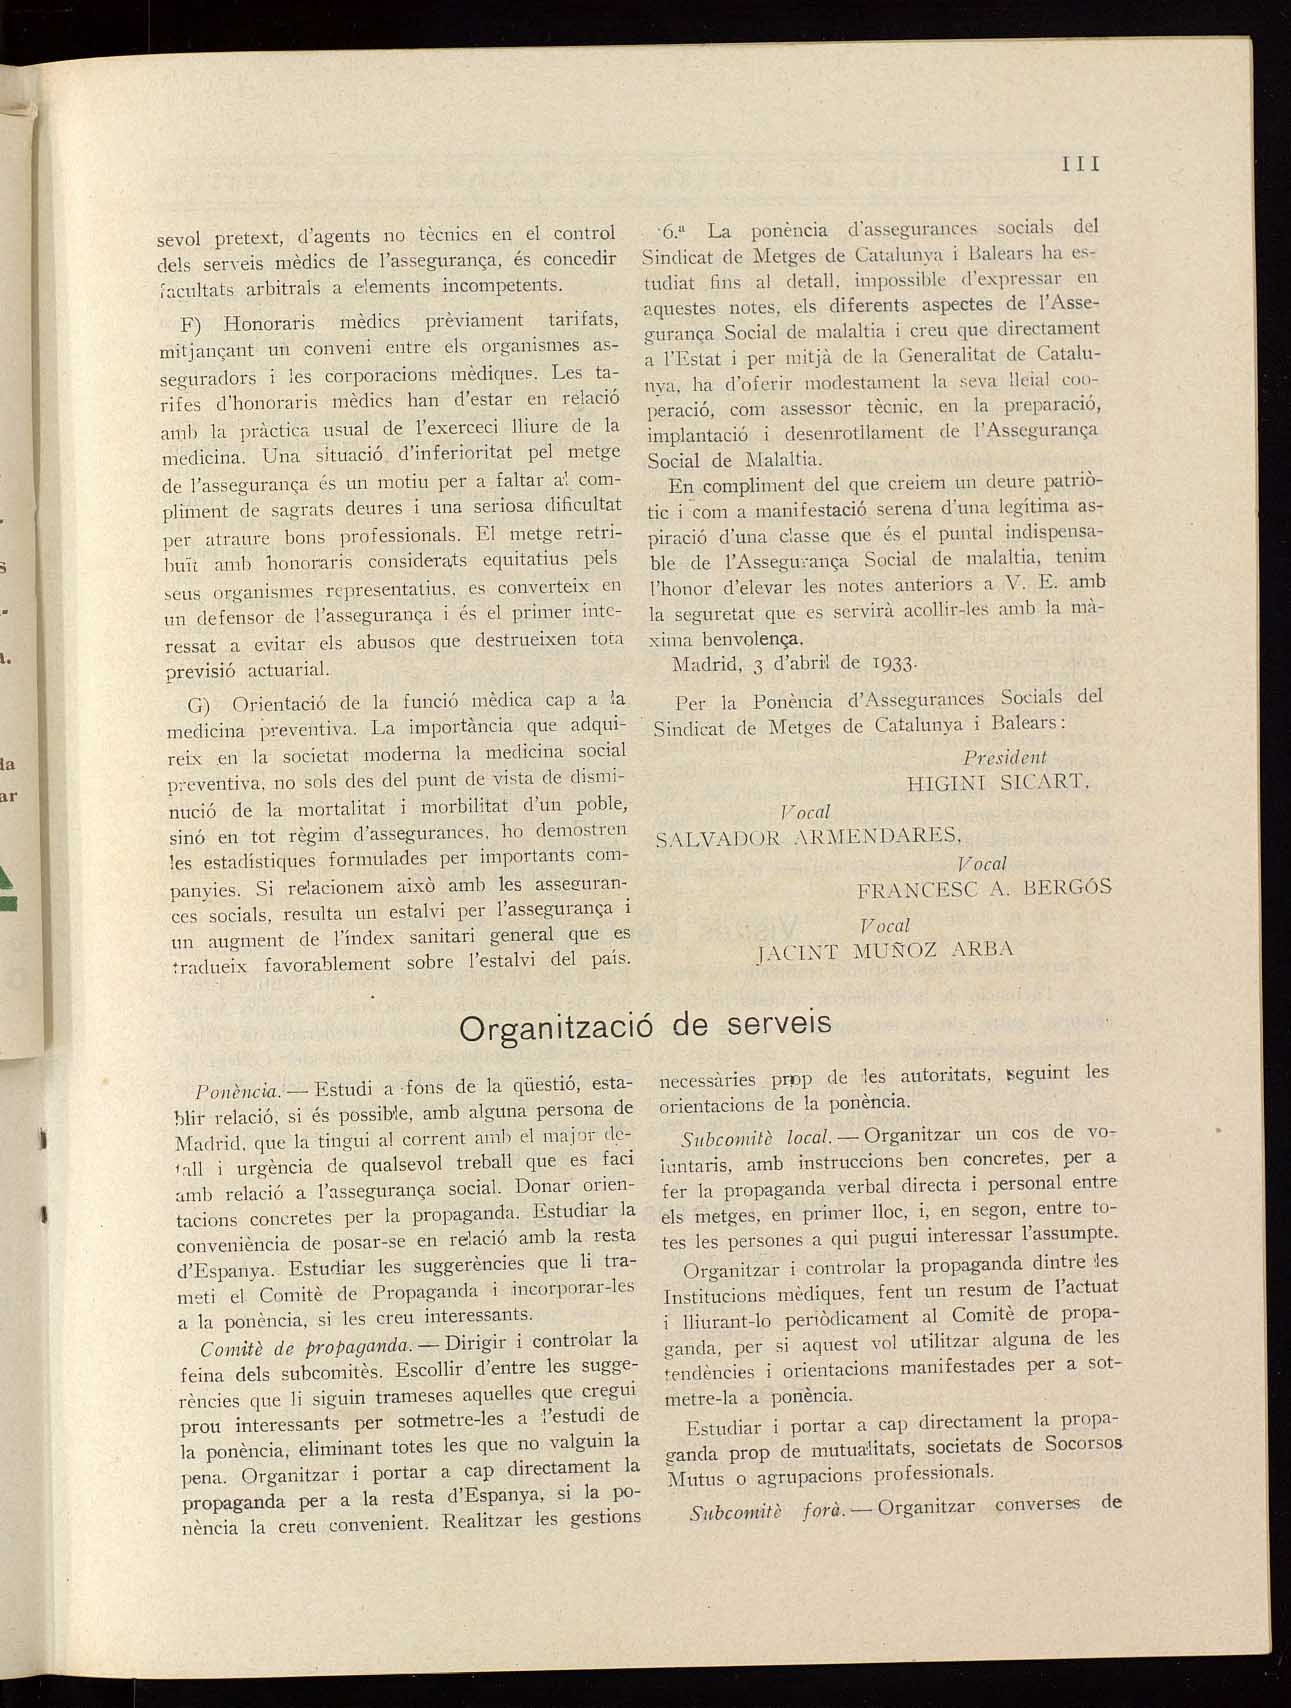 III
sevol pretext, d'agents no tècnics en el control
dels serveis mèdics de l'assegurança, és concedir
facultats arbitrals a elements incompetents.
F) Honoraris mèdics prèviament tarifats,
mitjançant un conveni entre els organismes as-
seguradors i les corporacions mèdiques. Les ta-
rifes d'honoraris mèdics han d'estar en relació
amb la pràctica usual de l'exerceci lliure de la
medicina. Una situació d'inferioritat pel metge
de l'assegurança és un motiu per a faltar al com-
pliment de sagrats deures i una seriosa dificultat
per atraure bons professionals. El metge retri-
buït amb honoraris considerats equitatius pels
seus organismes representatius, es converteix en
un defensor de l'assegurança i és el primer inte-
ressat a evitar els abusos que destrueixen tota
previsió actuarial.
G) Orientació de la funció mèdica cap a la
medicina preventiva. La importància que adqui-
reix en la societat moderna la medicina social
preventiva, no sols des del punt de vista de dismi-
nució de la mortalitat i morbilitat d'un poble,
sinó en tot règim d'assegurances, ho demostren
les estadístiques formulades per importants com-
panyies. Si relacionem això amb les asseguran-
ces socials, resulta un estalvi per l'assegurança i
un augment de l'índex sanitari general que es
tradueix favorablement sobre l'estalvi del país.
6.ª La ponència d'assegurances socials del
Sindicat de Metges de Catalunya i Balears ha es-
tudiat fins al detall, impossible d'expressar en
aquestes notes, els diferents aspectes de l'Asse-
gurança Social de malaltia i creu que directament
a l'Estat i per mitjà de la Generalitat de Catalu-
nya, ha d'oferir modestament la seva lleial coo-
peració, com assessor tècnic, en la preparació,
implantació i desenrotllament de l'Assegurança
Social de Malaltia.
En compliment del que creiem un deure patriò-
tic i com a manifestació serena d'una legítima as-
piració d'una classe que és el puntal indispensa-
ble de l'Assegurança Social de malaltia, tenim
l'honor d'elevar les notes anteriors a V. E. amb
la seguretat que es servirà acollir-les amb la mà-
xima benvolença.
Madrid, 3 d'abril de 1933.
Per la Ponència d'Assegurances Socials del
Sindicat de Metges de Catalunya i Balears:
President
HIGINI SICART,
Vocal
SALVADOR ARMENDARES,
Vocal
FRANCESC A. BERGÓS
Vocal
JACINT MUÑOZ ARBA
Organització de serveis
Ponència. — Estudi a fons de la qüestió, esta-
blir relació, si és possible, amb alguna persona de
Madrid, que la tingui al corrent amb el major de-
tall i urgència de qualsevol treball que es faci
amb relació a l'assegurança social. Donar orien-
tacions concretes per la propaganda. Estudiar la
conveniència de posar-se en relació amb la resta
d'Espanya. Estudiar les suggerències que li tra-
meti el Comitè de Propaganda i incorporar-les
a la ponència, si les creu interessants.
Comitè de propaganda. — Dirigir i controlar la
feina dels subcomitès. Escollir d'entre les sugge-
rències que li siguin trameses aquelles que cregui
prou interessants per sotmetre-les a l'estudi de
la ponència, eliminant totes les que no valguin la
pena. Organitzar i portar a cap directament la
propaganda per a la resta d'Espanya, si la po-
nència la creu convenient. Realitzar les gestions
necessàries prop de les autoritats, seguint les
orientacions de la ponència.
Subcomitè local. — Organitzar un cos de vo-
luntaris, amb instruccions ben concretes, per a
fer la propaganda verbal directa i personal entre
els metges, en primer lloc, i, en segon, entre to-
tes les persones a qui pugui interessar l'assumpte.
Organitzar i controlar la propaganda dintre les
Institucions mèdiques, fent un resum de l'actuat
i lliurant-lo periòdicament al Comitè de propa-
ganda, per si aquest vol utilitzar alguna de les
tendències i orientacions manifestades per a sot-
metre-la a ponència.
Estudiar i portar a cap directament la propa-
ganda prop de mutualitats, societats de Socorsos
Mutus o agrupacions professionals.
Subcomitè forà. — Organitzar converses de